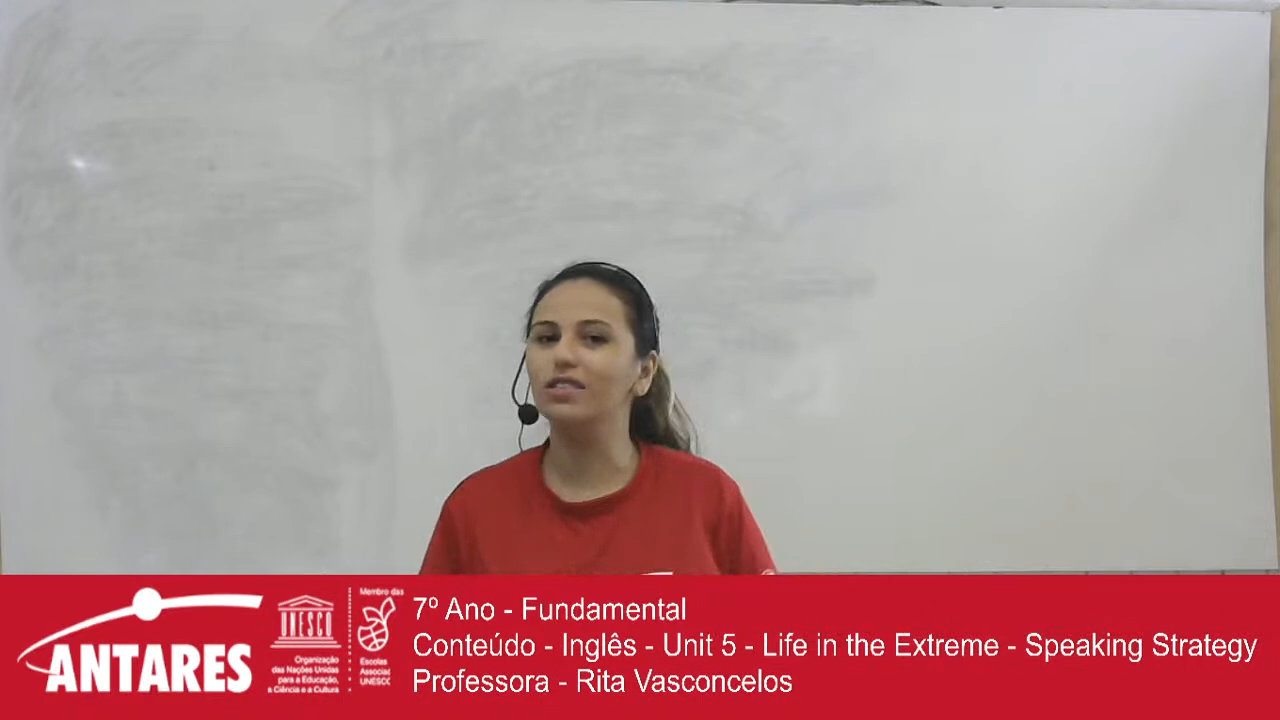 ANTARES
UNESCO
Organização
das Nações Unidas
para a Educação,
a Ciência e a Cultura
Membro das
Escolas
Associad
UNESCO
7º Ano - Fundamental
Conteúdo - Inglês - Unit 5 - Life in the Extreme - Speaking Strategy
Professora - Rita Vasconcelos